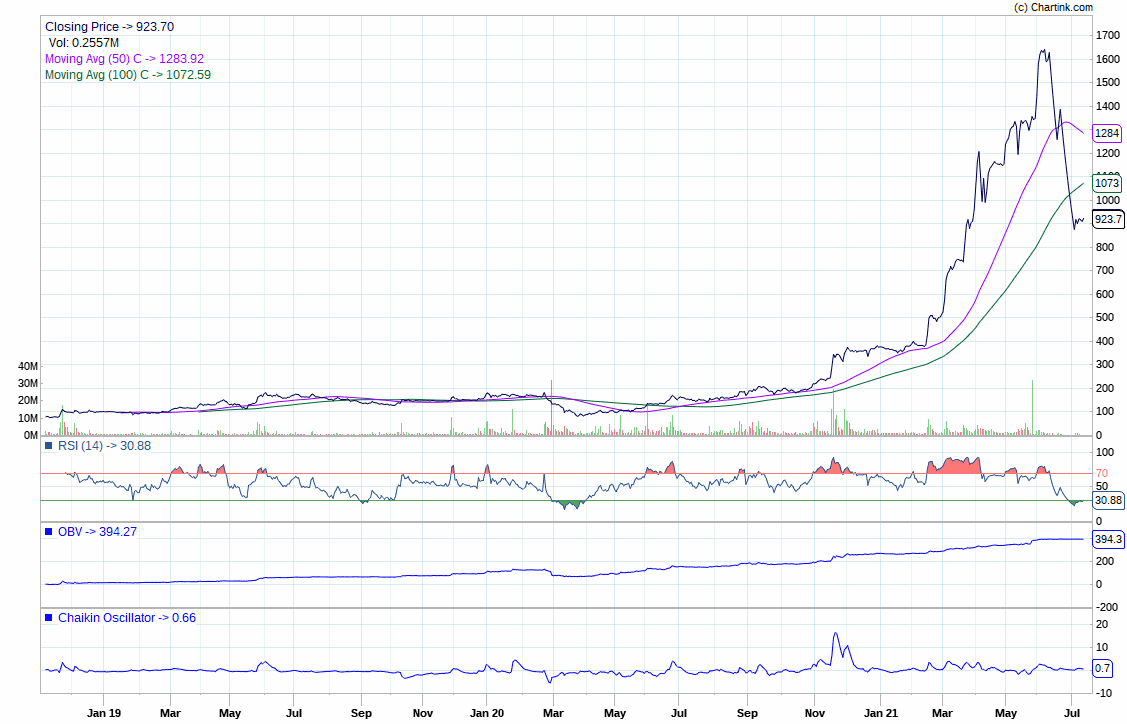 (c) Chartink.com
Closing Price -> 923.70
Vol: 0.2557M
Moving Avg (50) C -> 1283.92
Moving Avg (100) C -> 1072.59
1700
1600
1500
1400
1284
1200
1100
1073
1000
923.7
800
700
600
500
400
300
200
100
0
40M
30M
20M
10M
0M
RSI (14) -> 30.88
100
70
50
30.88
0
OBV -> 394.27
394.3
200
0
-200
Chaikin Oscillator -> 0.66
20
10
0.7
-10
Jan 19 Mar May Jul Sep Nov Jan 20 Mar May Jul Sep Nov Jan 21 Mar May Jul